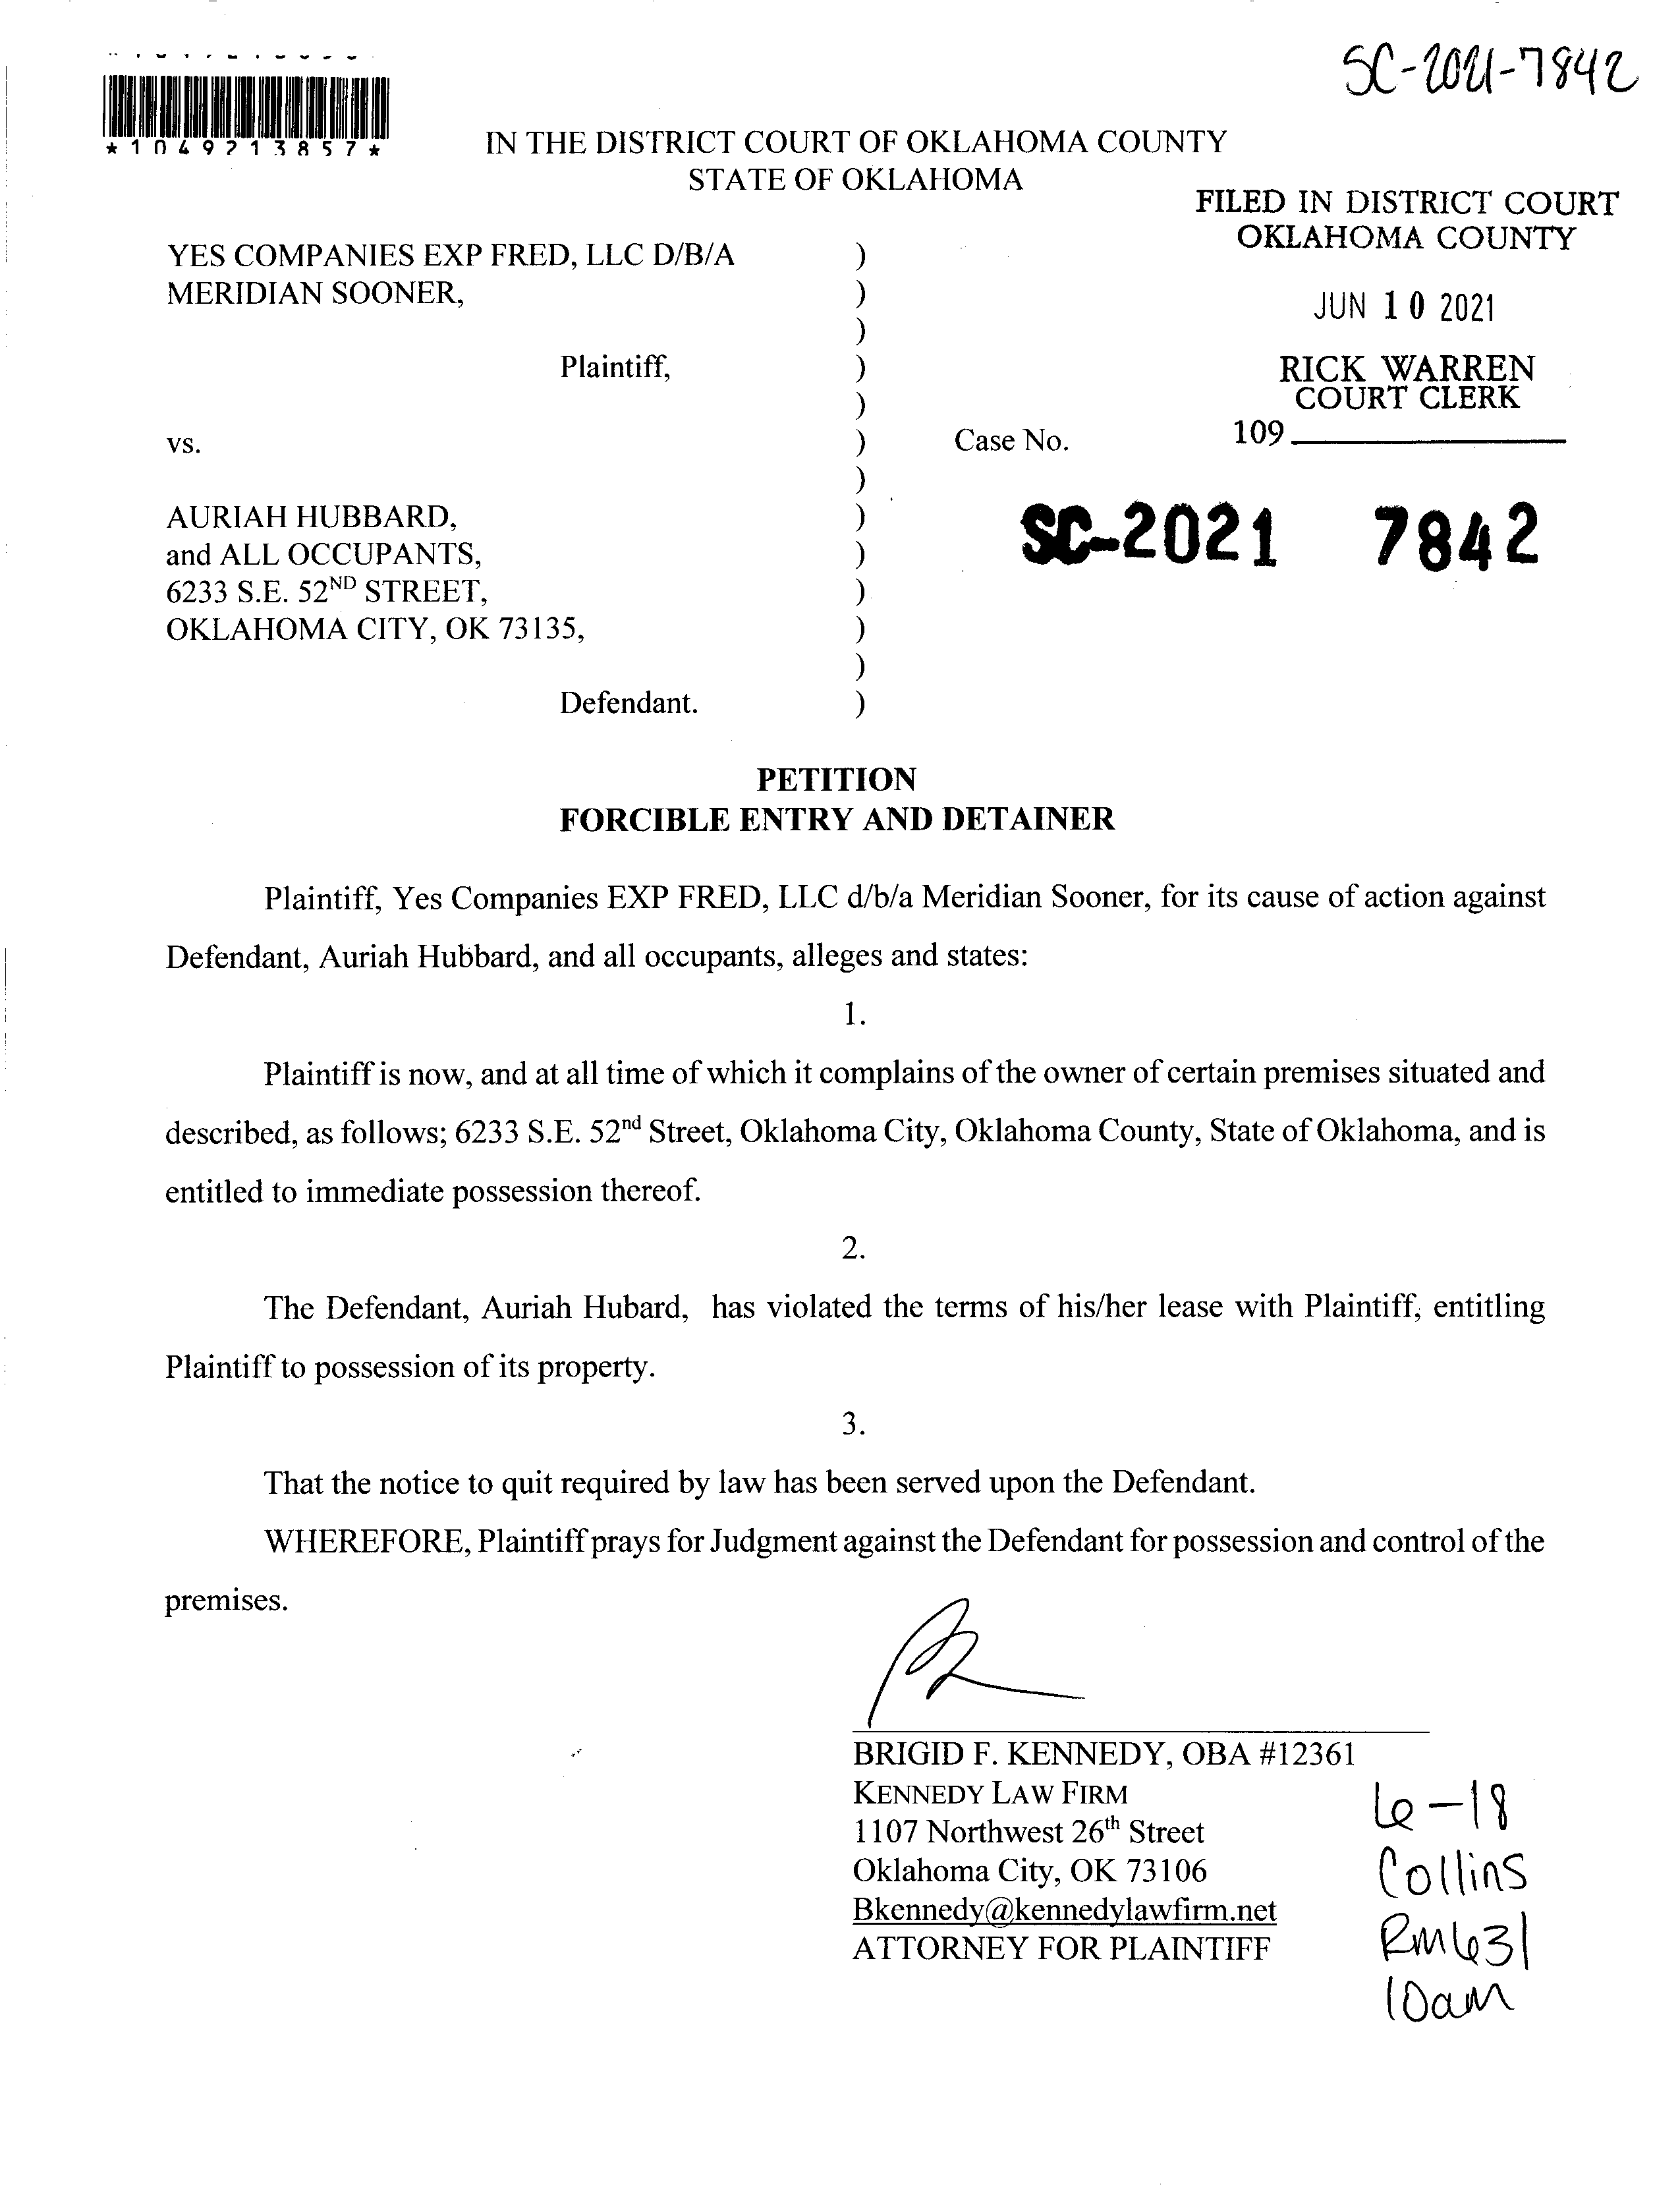 SC-2021-7842
*1049213857*
IN THE DISTRICT COURT OF OKLAHOMA COUNTY
STATE OF OKLAHOMA
FILED IN DISTRICT COURT
OKLAHOMA COUNTY
JUN 10 2021
RICK WARREN
COURT CLERK
109
YES COMPANIES EXP FRED, LLC D/B/A )
MERIDIAN SOONER, )
)
Plaintiff, )
)
vs. ) Case No.
)
AURIAH HUBBARD, ) SC-2021 7842
and ALL OCCUPANTS, )
6233 S.E. 52ND STREET, )
OKLAHOMA CITY, OK 73135, )
)
Defendant. )
PETITION
FORCIBLE ENTRY AND DETAINER
Plaintiff, Yes Companies EXP FRED, LLC d/b/a Meridian Sooner, for its cause of action against
Defendant, Auriah Hubbard, and all occupants, alleges and states:
1.
Plaintiff is now, and at all time of which it complains of the owner of certain premises situated and
described, as follows; 6233 S.E. 52nd Street, Oklahoma City, Oklahoma County, State of Oklahoma, and is
entitled to immediate possession thereof.
2.
The Defendant, Auriah Hubard, has violated the terms of his/her lease with Plaintiff, entitling
Plaintiff to possession of its property.
3.
That the notice to quit required by law has been served upon the Defendant.
WHEREFORE, Plaintiff prays for Judgment against the Defendant for possession and control of the
premises.
BRIGID F. KENNEDY, OBA #12361
KENNEDY LAW FIRM
1107 Northwest 26th Street
Oklahoma City, OK 73106
Bkennedy@kennedylawfirm.net
ATTORNEY FOR PLAINTIFF
6-18
Collins
Rm 631
10am